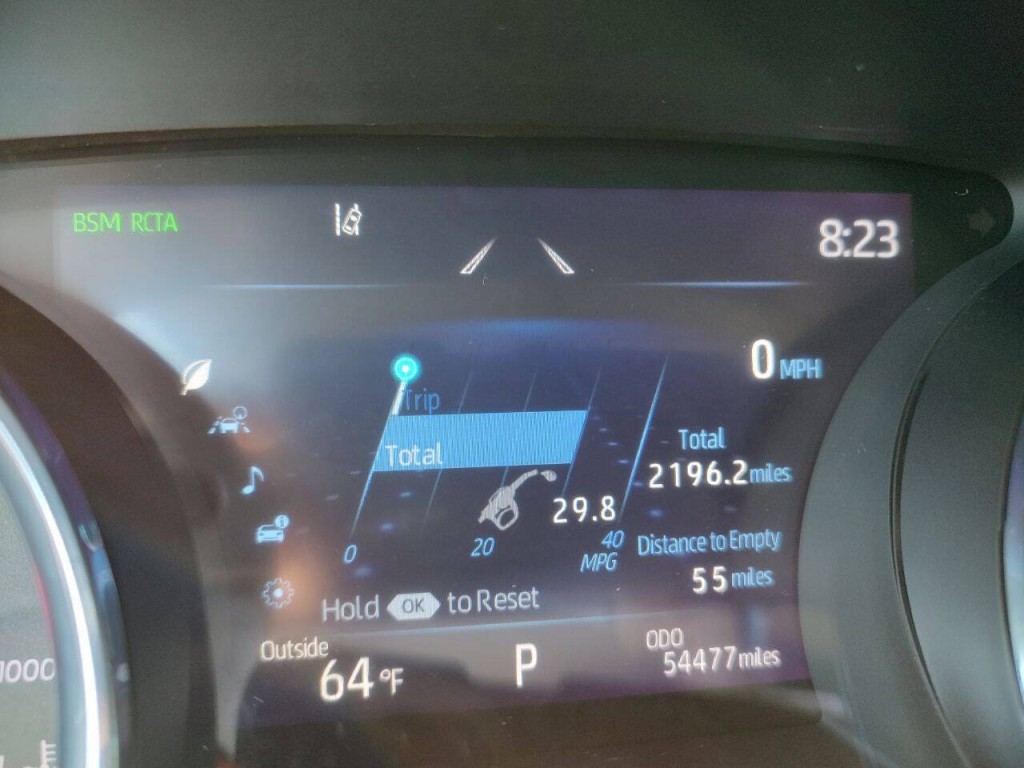 BSM RCTA
8:23
0 MPH
Trip
Total
Total
2196.2 miles
29.8
0 20 40
MPG
Distance to Empty
55 miles
Hold OK to Reset
Outside
64 °F
P
ODO
54477 miles
1000